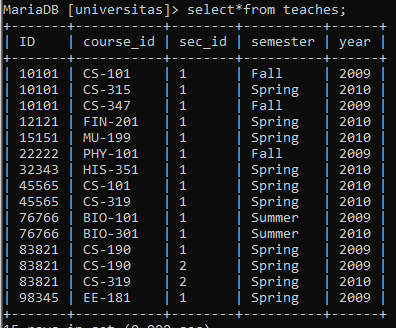 MariaDB [universitas]> select*from teaches;
+-------+-----------+--------+----------+------+
| ID    | course_id | sec_id | semester | year |
+-------+-----------+--------+----------+------+
| 10101 | CS-101    | 1      | Fall     | 2009 |
| 10101 | CS-315    | 1      | Spring   | 2010 |
| 10101 | CS-347    | 1      | Fall     | 2009 |
| 12121 | FIN-201   | 1      | Spring   | 2010 |
| 15151 | MU-199    | 1      | Spring   | 2010 |
| 22222 | PHY-101   | 1      | Fall     | 2009 |
| 32343 | HIS-351   | 1      | Spring   | 2010 |
| 45565 | CS-101    | 1      | Spring   | 2010 |
| 45565 | CS-319    | 1      | Spring   | 2010 |
| 76766 | BIO-101   | 1      | Summer   | 2009 |
| 76766 | BIO-301   | 1      | Summer   | 2010 |
| 83821 | CS-190    | 1      | Spring   | 2009 |
| 83821 | CS-190    | 2      | Spring   | 2009 |
| 83821 | CS-319    | 2      | Spring   | 2010 |
| 98345 | EE-181    | 1      | Spring   | 2009 |
+-------+-----------+--------+----------+------+
15 rows in set